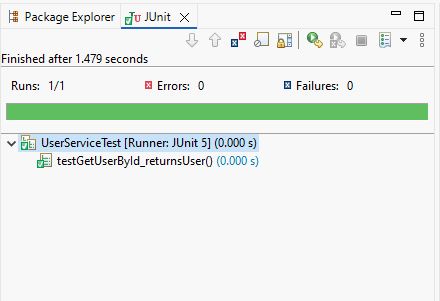 Package Explorer JUnit
Finished after 1.479 seconds
Runs: 1/1 Errors: 0 Failures: 0
UserServiceTest [Runner: JUnit 5] (0.000 s)
testGetUserById_returnsUser() (0.000 s)